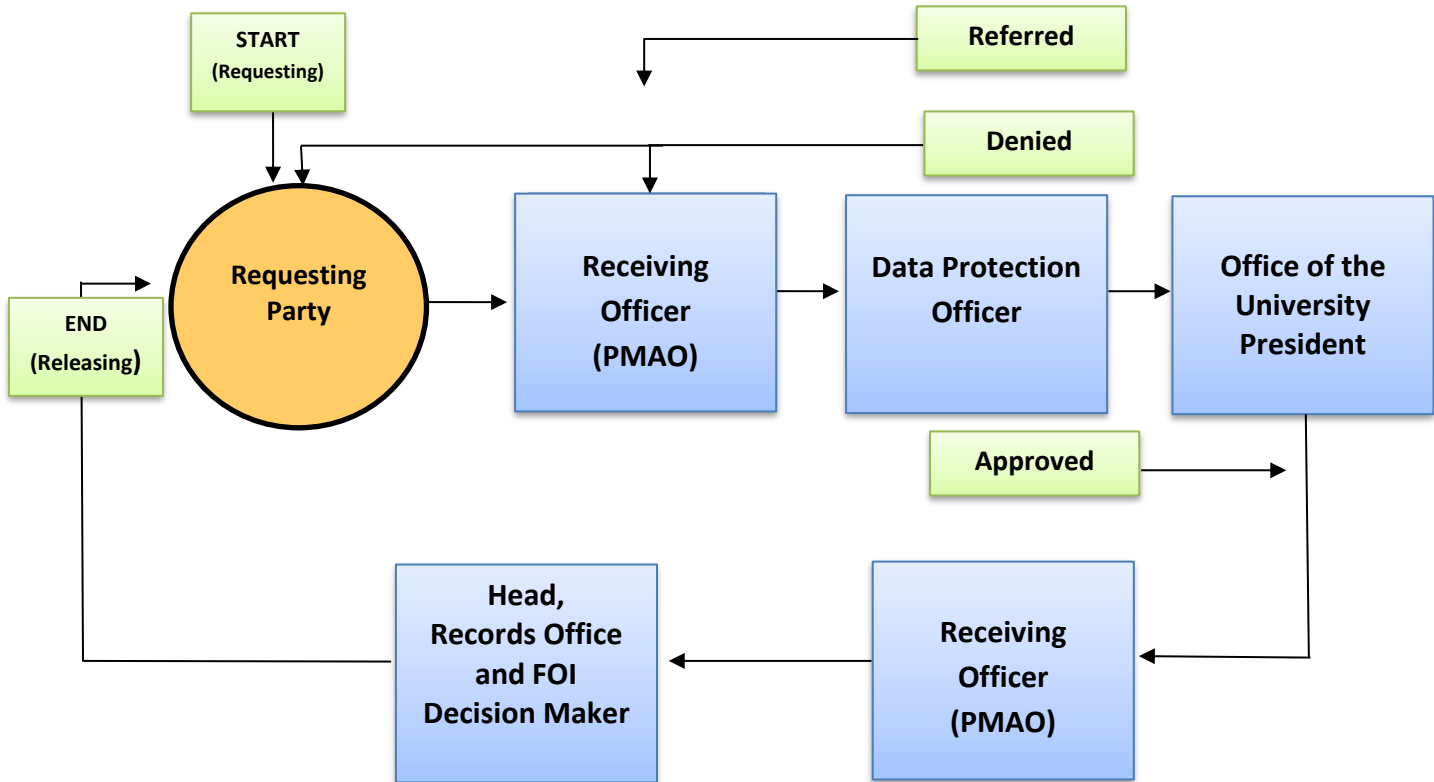 START
(Requesting)
Referred
Denied
Requesting
Party
Receiving
Officer
(PMAO)
Data Protection
Officer
Office of the
University
President
END
(Releasing)
Approved
Head,
Records Office
and FOI
Decision Maker
Receiving
Officer
(PMAO)